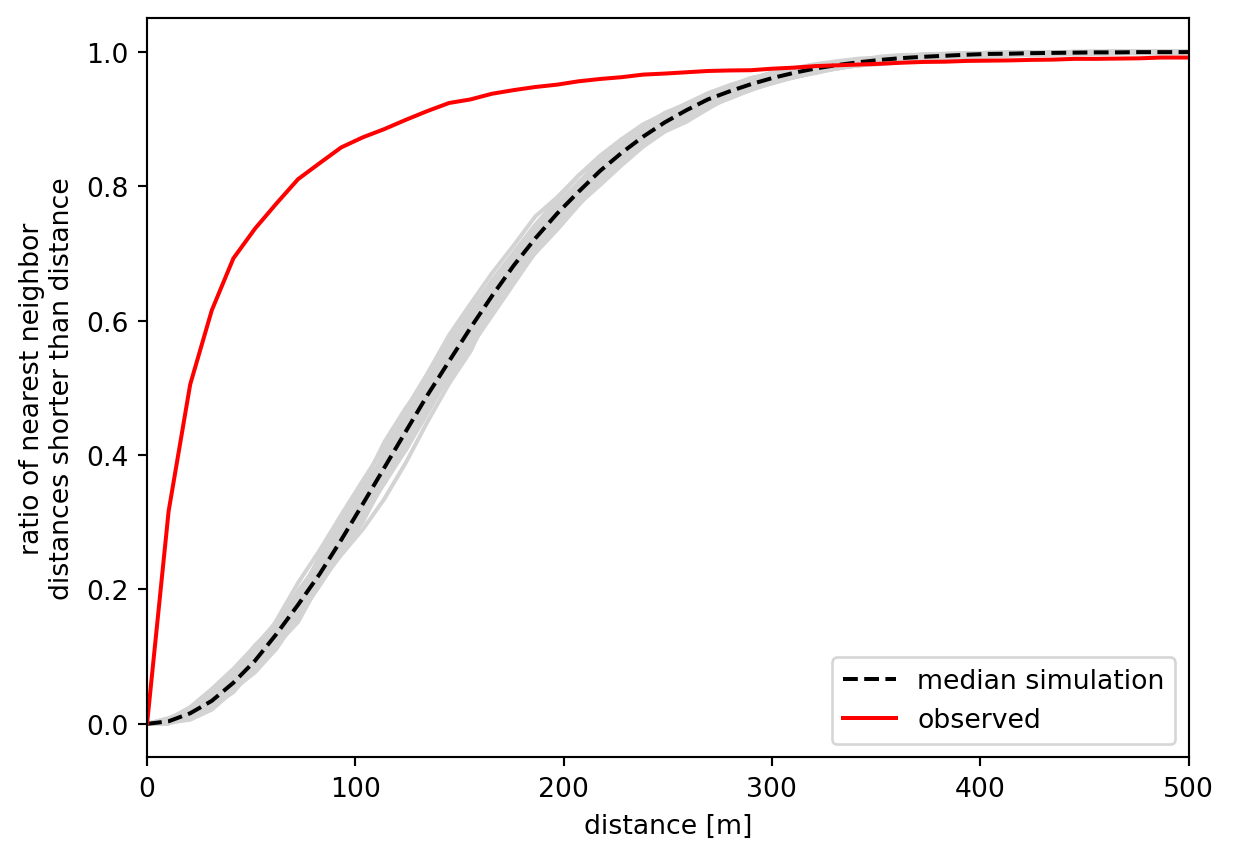 1.0
0.8
0.6
0.4
0.2
0.0
ratio of nearest neighbor
distances shorter than distance
median simulation
observed
0
100
200
300
400
500
distance [m]